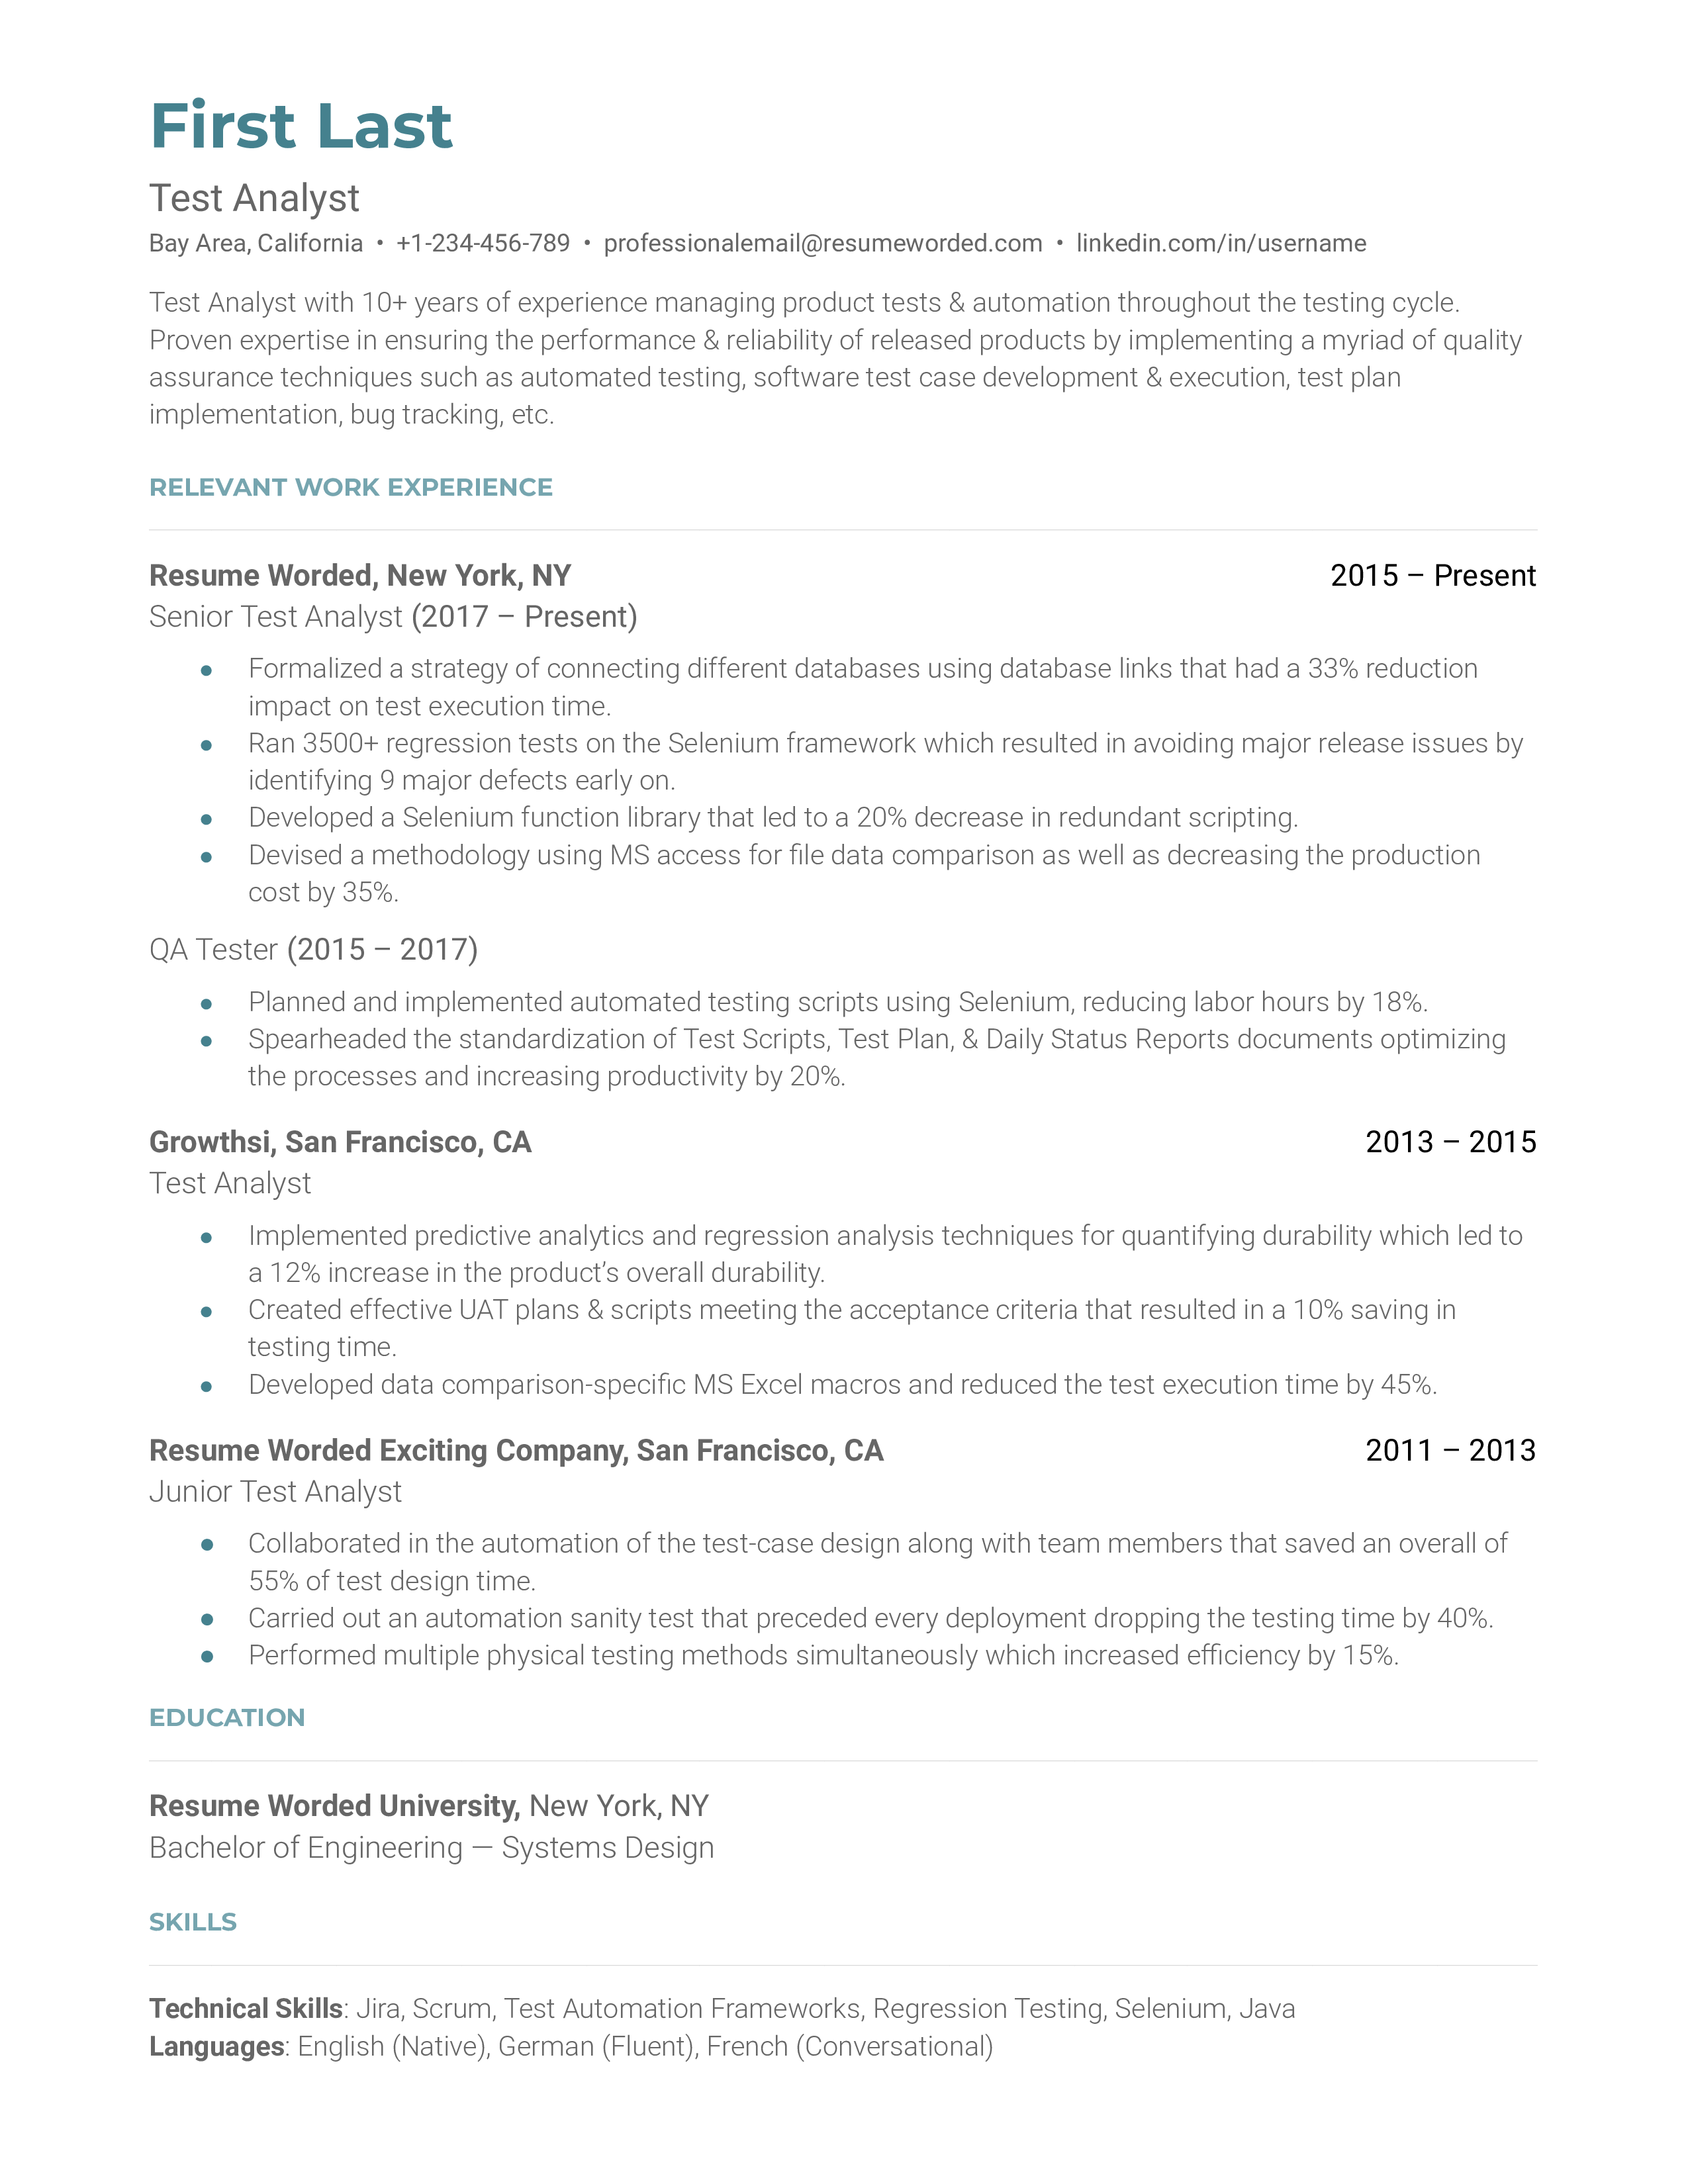 First Last
Test Analyst
Bay Area, California • +1-234-456-789 • professionalemail@resumeworded.com • linkedin.com/in/username
Test Analyst with 10+ years of experience managing product tests & automation throughout the testing cycle.
Proven expertise in ensuring the performance & reliability of released products by implementing a myriad of quality
assurance techniques such as automated testing, software test case development & execution, test plan
implementation, bug tracking, etc.
RELEVANT WORK EXPERIENCE
Resume Worded, New York, NY 2015 – Present
Senior Test Analyst (2017 – Present)
● Formalized a strategy of connecting different databases using database links that had a 33% reduction
impact on test execution time.
● Ran 3500+ regression tests on the Selenium framework which resulted in avoiding major release issues by
identifying 9 major defects early on.
● Developed a Selenium function library that led to a 20% decrease in redundant scripting.
● Devised a methodology using MS access for file data comparison as well as decreasing the production
cost by 35%.
QA Tester (2015 – 2017)
● Planned and implemented automated testing scripts using Selenium, reducing labor hours by 18%.
● Spearheaded the standardization of Test Scripts, Test Plan, & Daily Status Reports documents optimizing
the processes and increasing productivity by 20%.
Growthsi, San Francisco, CA 2013 – 2015
Test Analyst
● Implemented predictive analytics and regression analysis techniques for quantifying durability which led to
a 12% increase in the product’s overall durability.
● Created effective UAT plans & scripts meeting the acceptance criteria that resulted in a 10% saving in
testing time.
● Developed data comparison-specific MS Excel macros and reduced the test execution time by 45%.
Resume Worded Exciting Company, San Francisco, CA 2011 – 2013
Junior Test Analyst
● Collaborated in the automation of the test-case design along with team members that saved an overall of
55% of test design time.
● Carried out an automation sanity test that preceded every deployment dropping the testing time by 40%.
● Performed multiple physical testing methods simultaneously which increased efficiency by 15%.
EDUCATION
Resume Worded University, New York, NY
Bachelor of Engineering — Systems Design
SKILLS
Technical Skills: Jira, Scrum, Test Automation Frameworks, Regression Testing, Selenium, Java
Languages: English (Native), German (Fluent), French (Conversational)